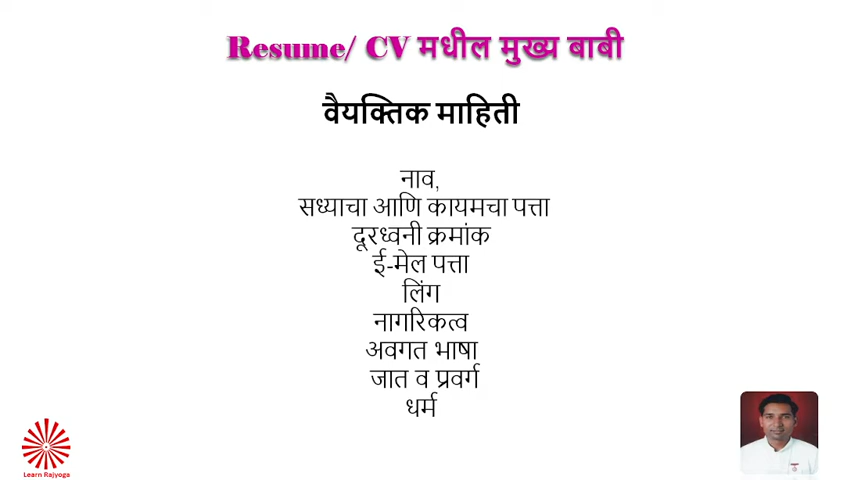 Resume/ CV मधील मुख्य बाबी
वैयक्तिक माहिती
नाव,
सध्याचा आणि कायमचा पत्ता
दूरध्वनी क्रमांक
ई-मेल पत्ता
लिंग
नागरिकत्व
अवगत भाषा
जात व प्रवर्ग
धर्म
Learn Rajyoga